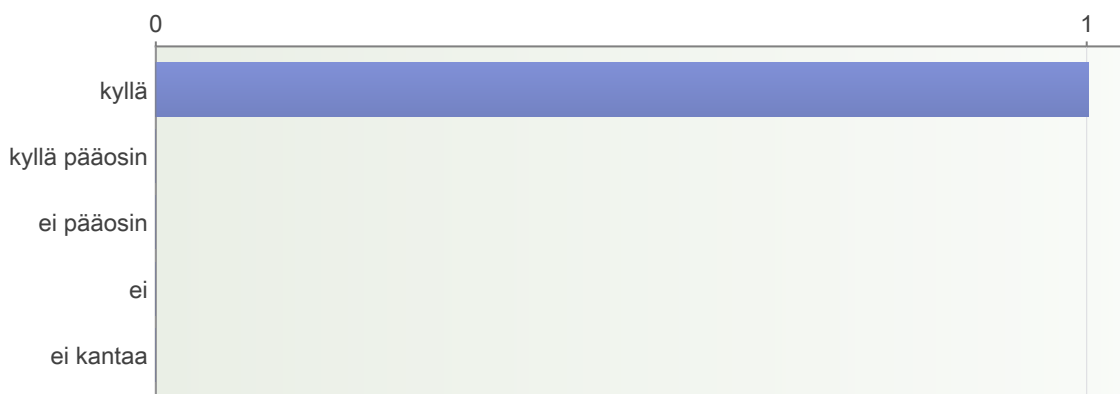 0 1
kyllä
kyllä pääosin
ei pääosin
ei
ei kantaa